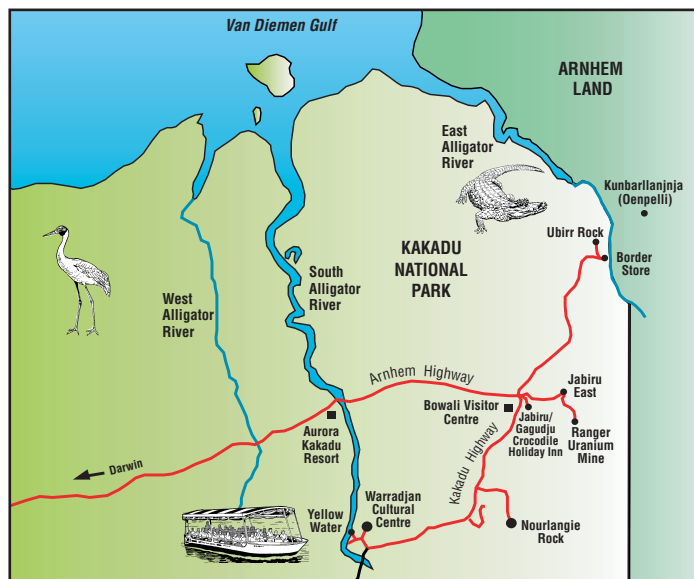 Van Diemen Gulf
ARNHEM
LAND
East
Alligator
River
Kunbarllanjnja
(Oenpelli)
Ubirr Rock
Border
Store
KAKADU
NATIONAL
PARK
South
Alligator
River
West
Alligator
River
Arnhem Highway
Jabiru
East
Bowali Visitor
Centre
Jabiru/
Gagudju
Crocodile
Holiday Inn
Ranger
Uranium
Mine
Aurora
Kakadu
Resort
Darwin
Kakadu Highway
Yellow
Water
Warradjan
Cultural
Centre
Nourlangie
Rock